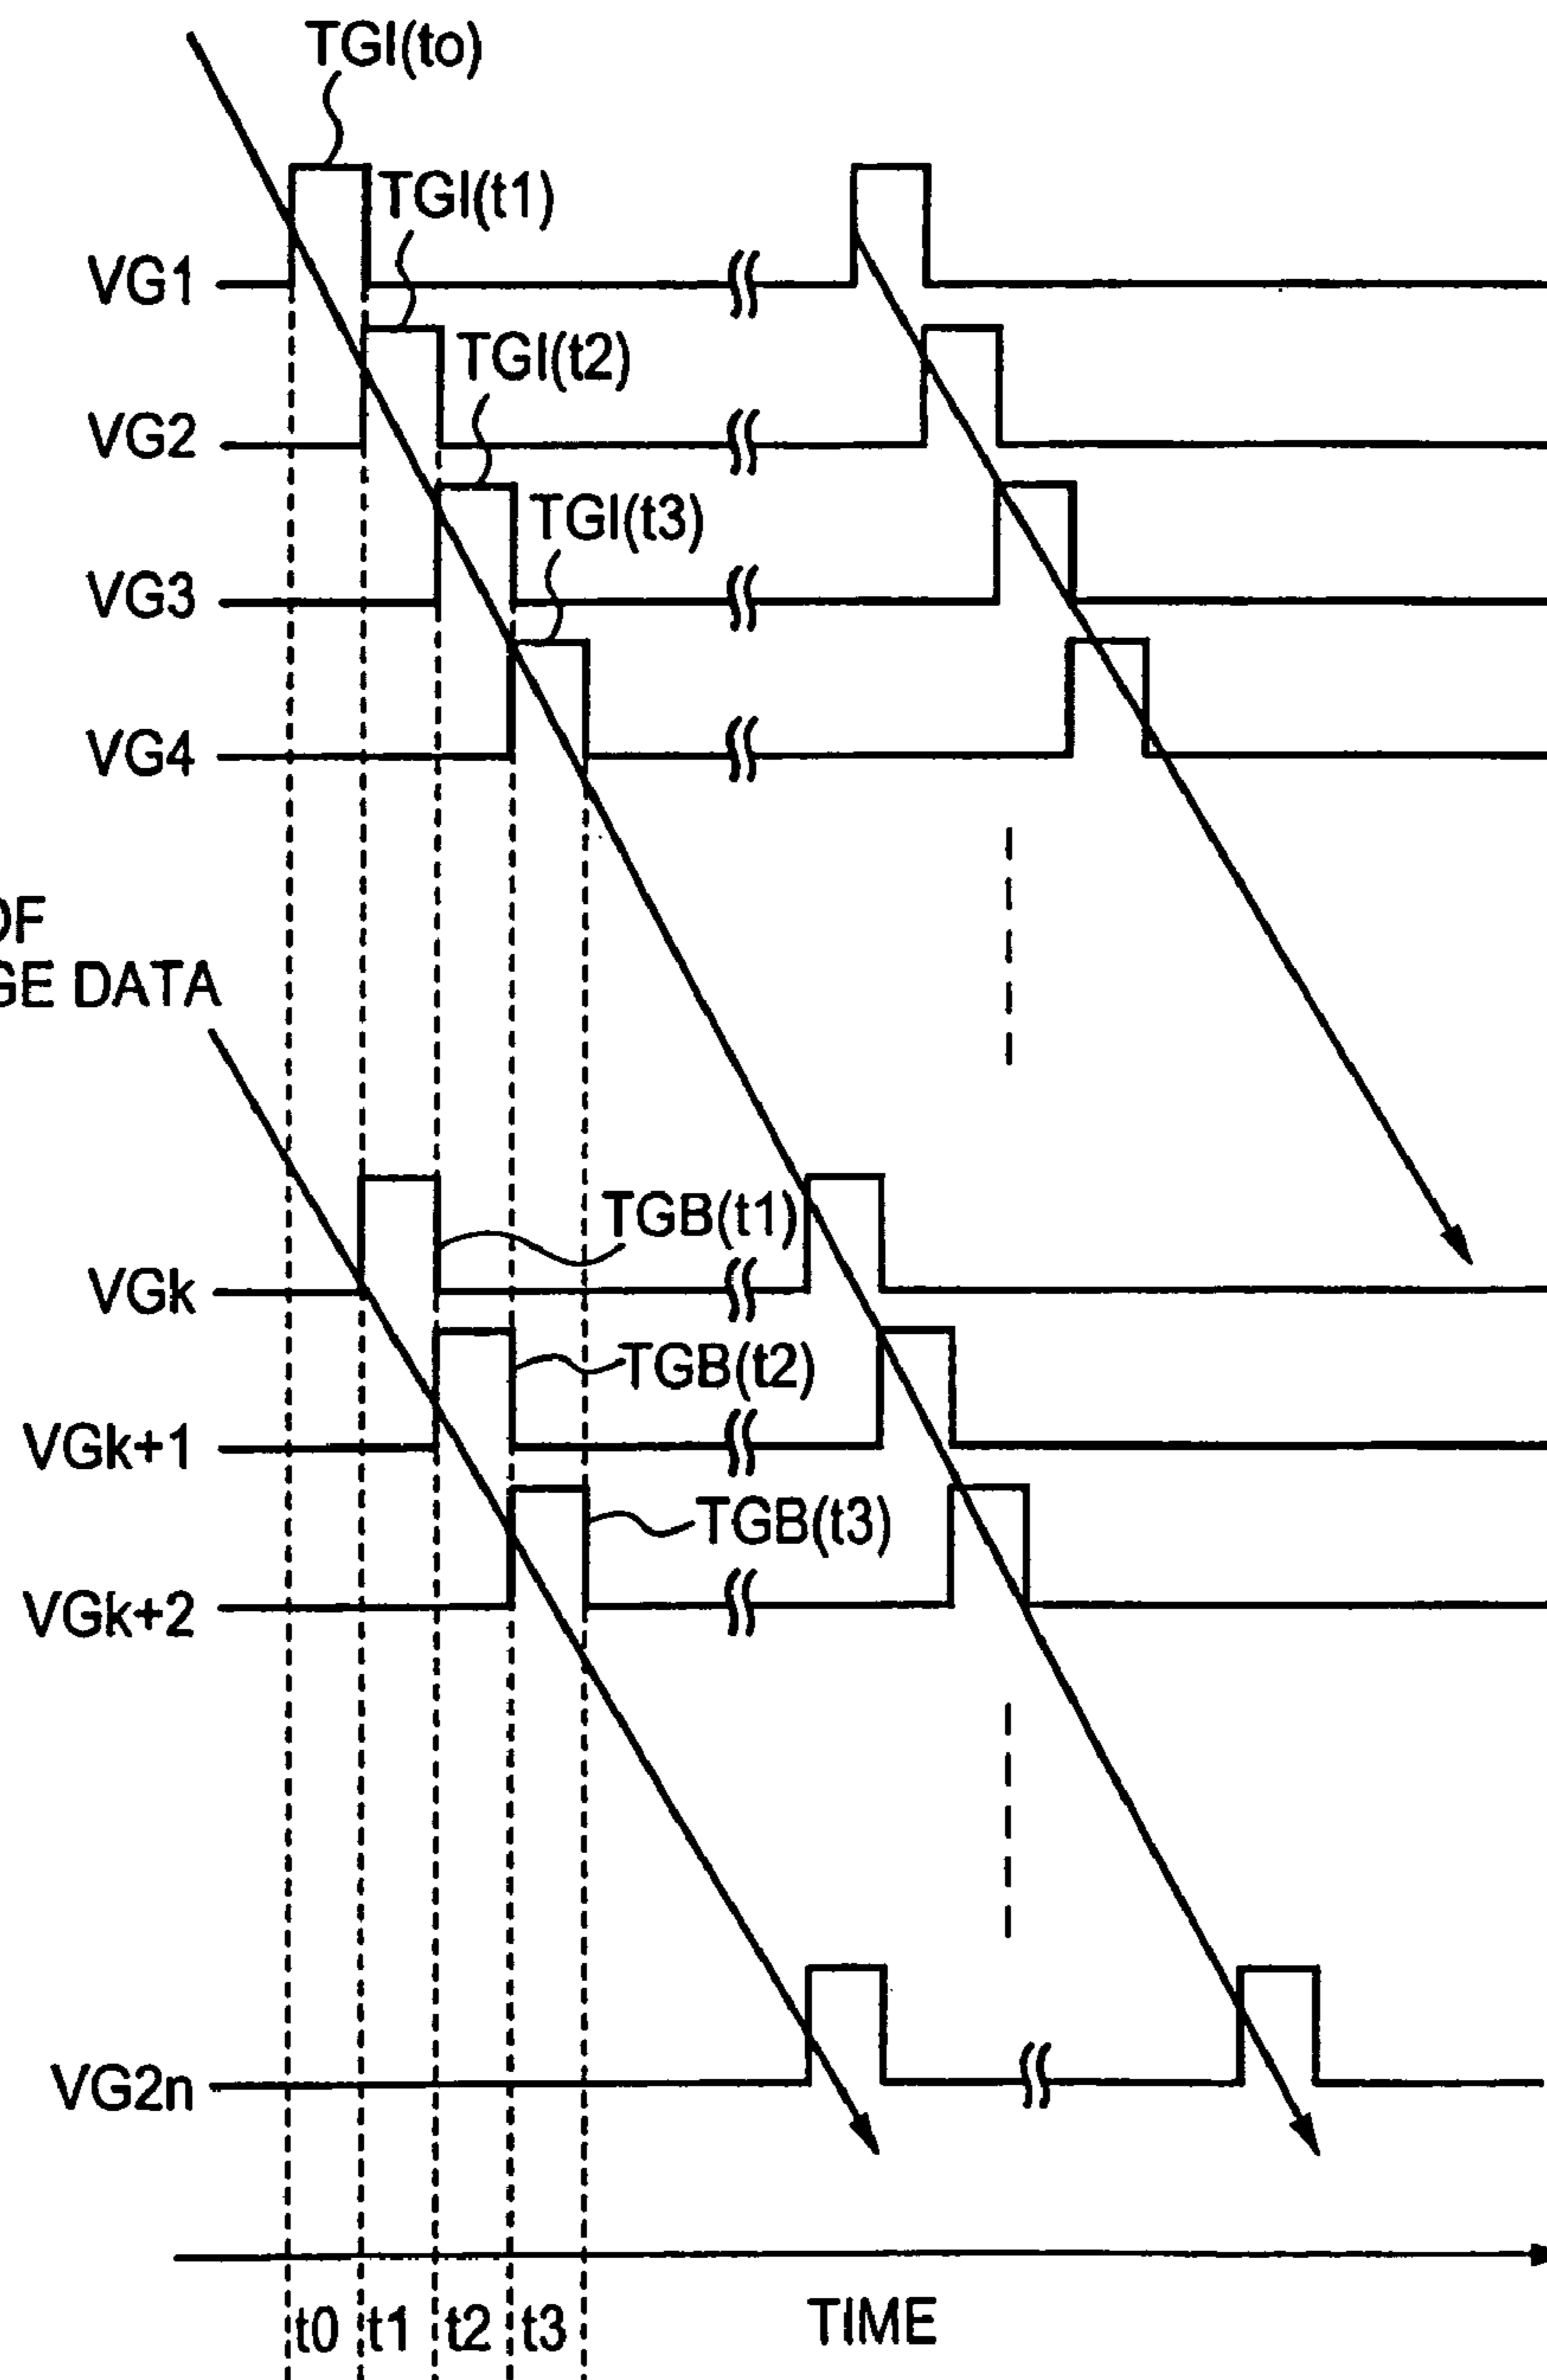 TGI(to)
TGI(t1)
VG1
TGI(t2)
VG2
TGI(t3)
VG3
VG4
OF
GE DATA
TGB(t1)
VGk
TGB(t2)
VGk+1
TGB(t3)
VGk+2
VG2n
t0 t1 t2 t3 TIME